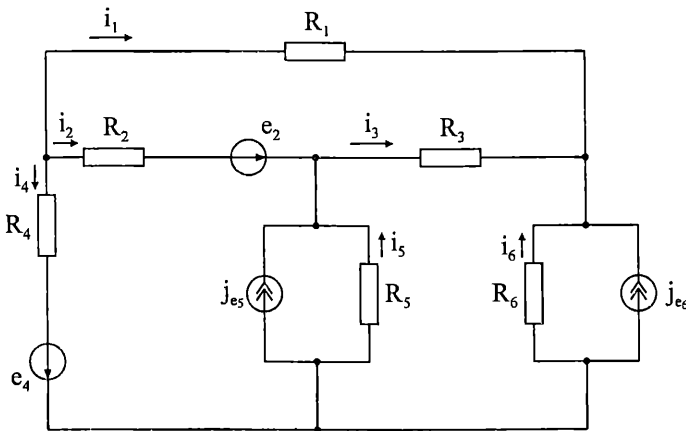 i₁
R₁
i₂
R₂
e₂
i₃
R₃
i₄
R₄
i₅
i₆
jₑ₅
R₅
R₆
jₑ₆
e₄